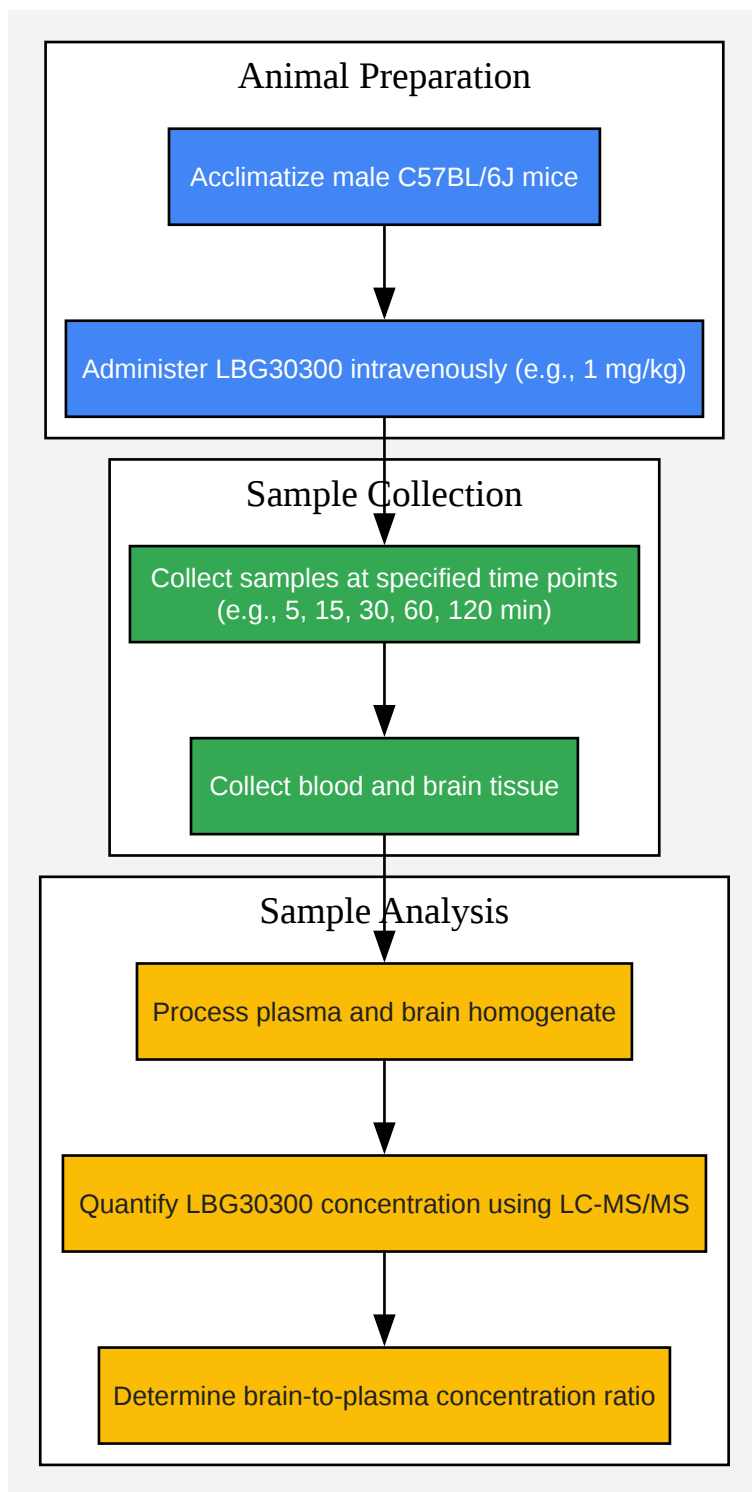 Animal Preparation
Acclimatize male C57BL/6J mice
Administer LBG30300 intravenously (e.g., 1 mg/kg)
Sample Collection
Collect samples at specified time points
(e.g., 5, 15, 30, 60, 120 min)
Collect blood and brain tissue
Sample Analysis
Process plasma and brain homogenate
Quantify LBG30300 concentration using LC-MS/MS
Determine brain-to-plasma concentration ratio